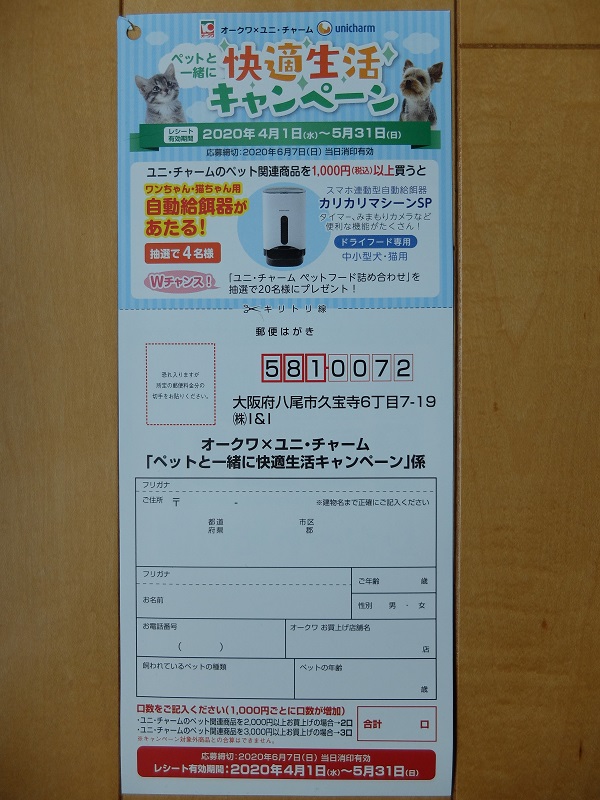 オークワ×ユニ・チャーム unicharm
ペットと
一緒に
快適生活
キャンペーン
レシート
有効期間
2020年4月1日(水)〜5月31日(日)
応募締切:2020年6月7日(日) 当日消印有効
ユニ・チャームのペット関連商品を1,000円(税込)以上買うと
ワンちゃん・猫ちゃん用
自動給餌器が
あたる!
抽選で4名様
スマホ連動型自動給餌器
カリカリマシーンSP
タイマー、みまもりカメラなど
便利な機能がたくさん!
ドライフード専用
中小型犬・猫用
Wチャンス!
「ユニ・チャーム ペットフード詰め合わせ」を
抽選で20名様にプレゼント!
キリトリ線
郵便はがき
恐れ入りますが
所定の郵便料金分の
切手をお貼りください。
581-0072
大阪府八尾市久宝寺6丁目7-19
㈱I&I
オークワ×ユニ・チャーム
「ペットと一緒に快適生活キャンペーン」係
フリガナ
ご住所 〒 - ※建物名まで正確にご記入ください
都道 市区
府県 郡
フリガナ
お名前
ご年齢 歳
性別 男・女
お電話番号
( )
オークワ お買上げ店舗名
店
飼われているペットの種類
ペットの年齢
歳
口数をご記入ください(1,000円ごとに口数が増加)
・ユニ・チャームのペット関連商品を2,000円以上お買上げの場合→2口
・ユニ・チャームのペット関連商品を3,000円以上お買上げの場合→3口
※キャンペーン対象外商品との合算はできません。
合計 口
応募締切:2020年6月7日(日) 当日消印有効
レシート有効期間:2020年4月1日(水)〜5月31日(日)